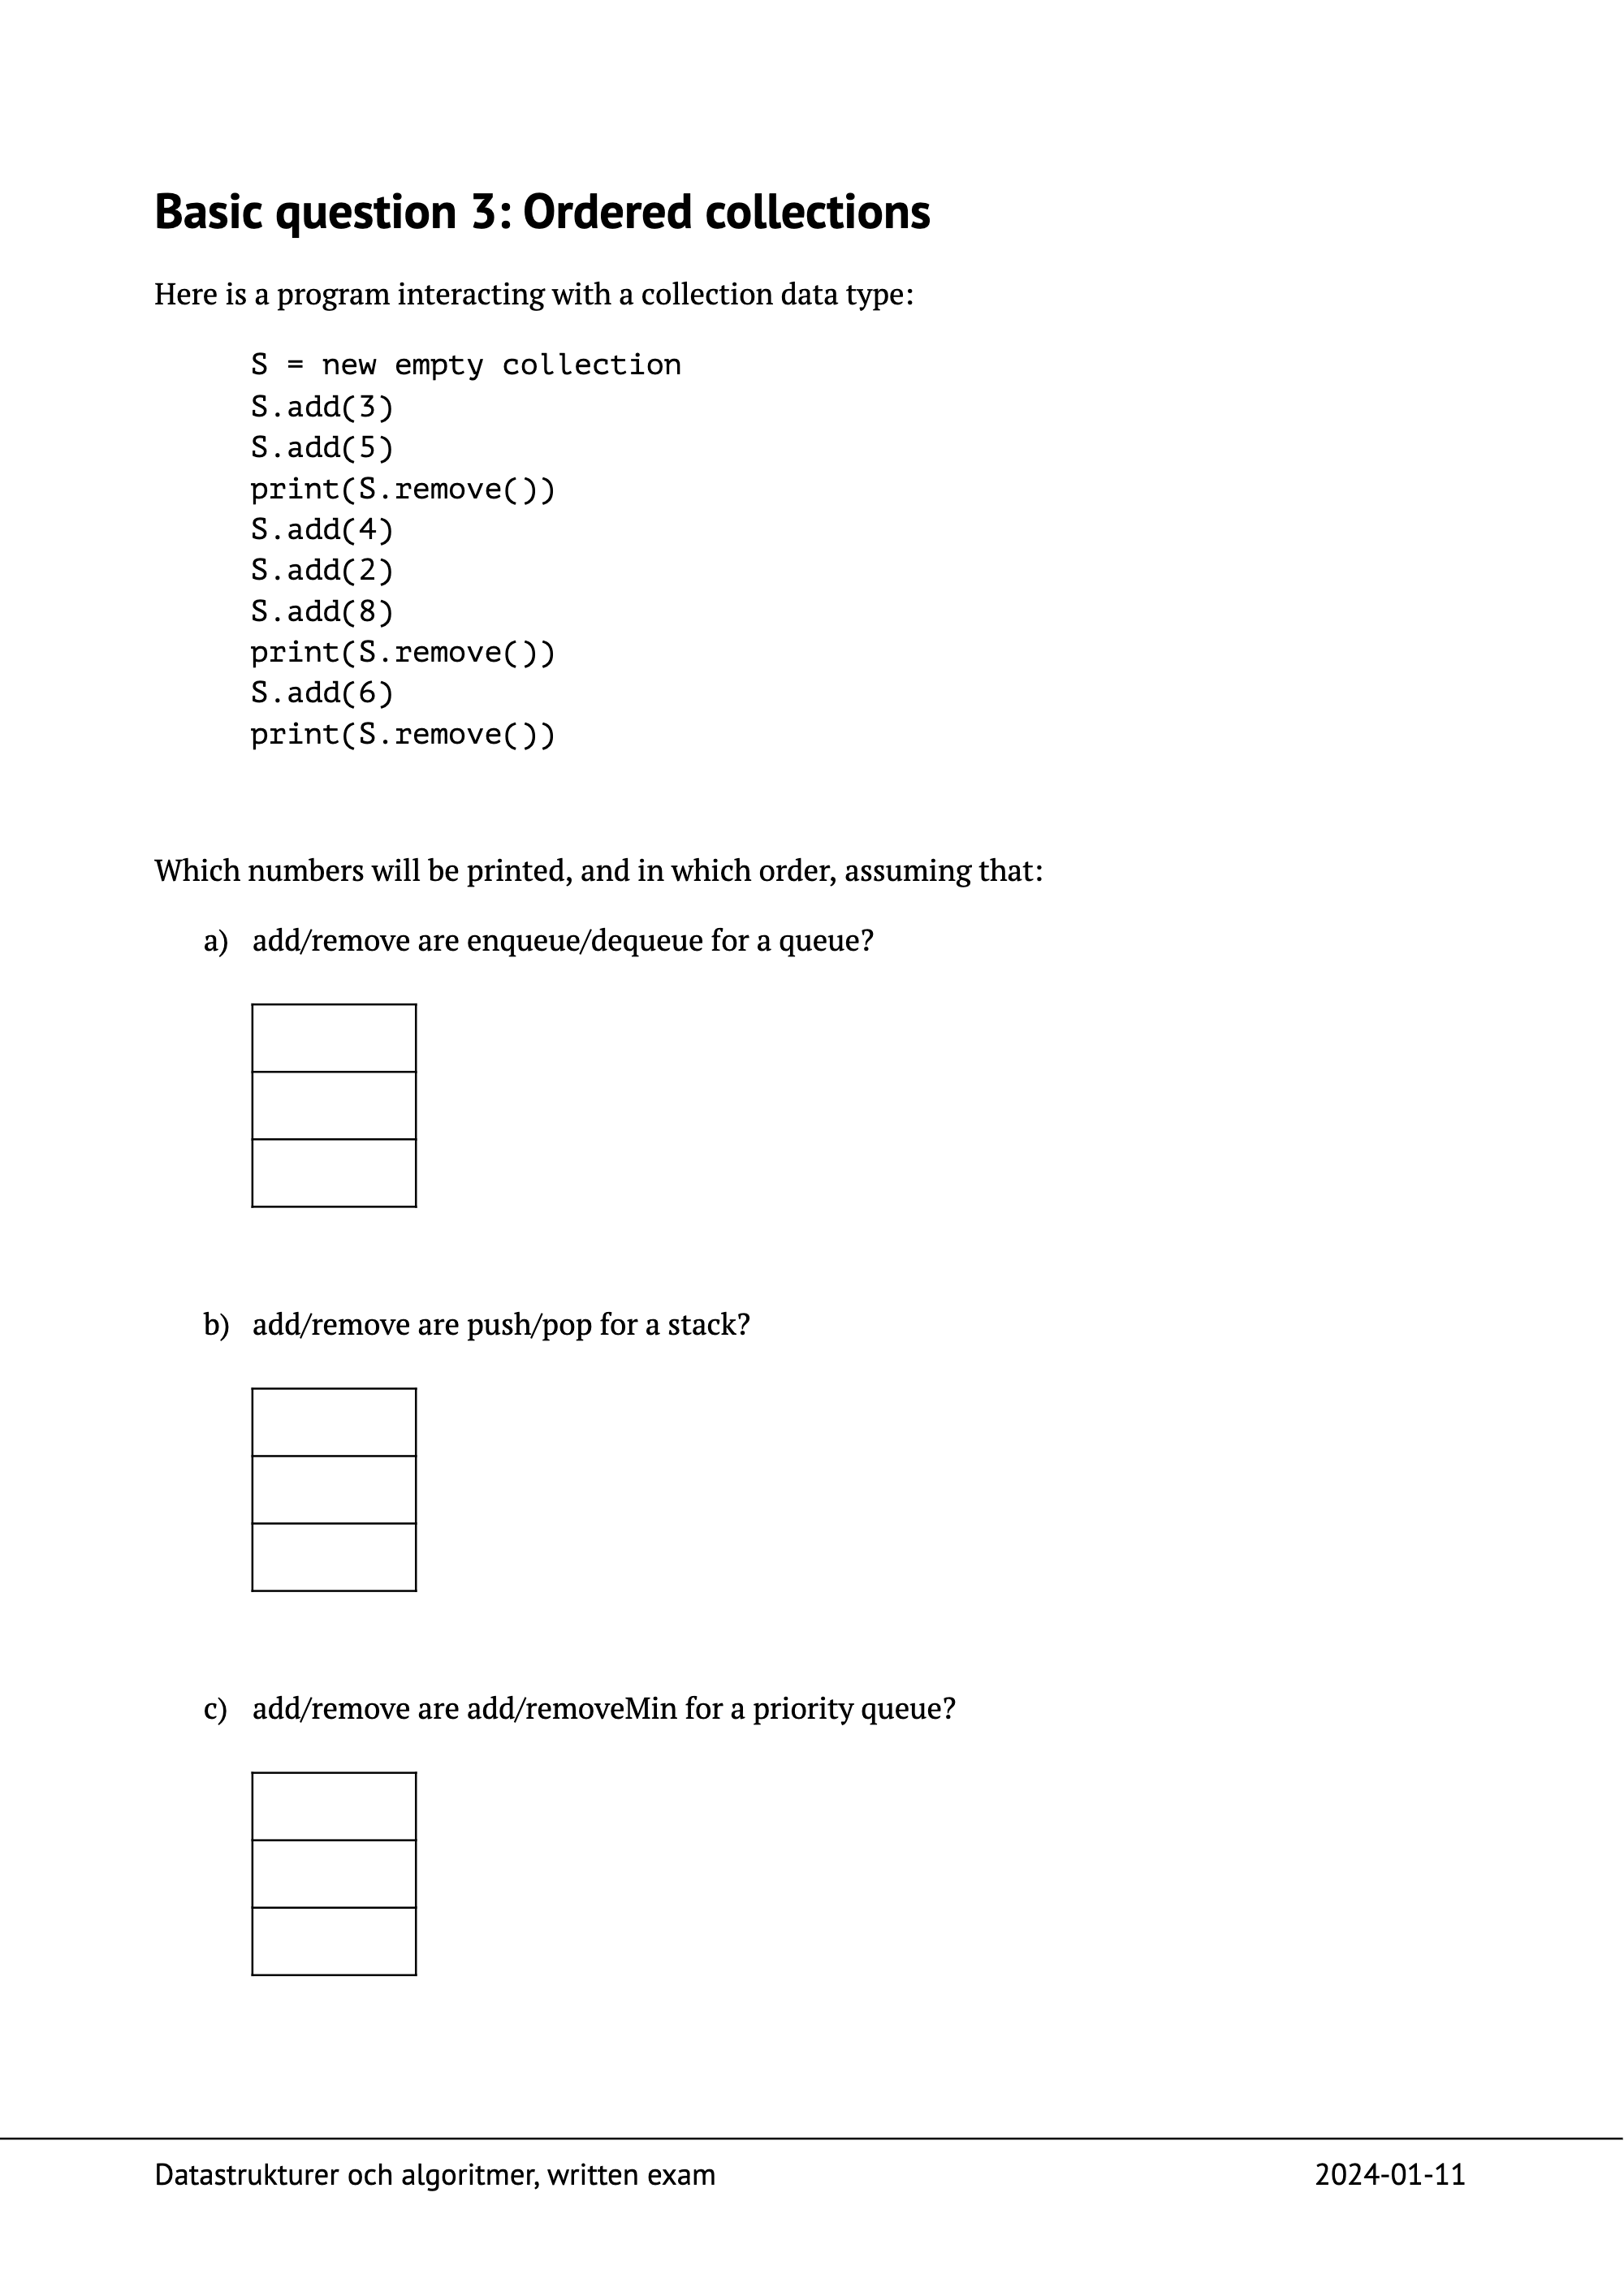 Basic question 3: Ordered collections
Here is a program interacting with a collection data type:
S = new empty collection
S.add(3)
S.add(5)
print(S.remove())
S.add(4)
S.add(2)
S.add(8)
print(S.remove())
S.add(6)
print(S.remove())
Which numbers will be printed, and in which order, assuming that:
a) add/remove are enqueue/dequeue for a queue?
b) add/remove are push/pop for a stack?
c) add/remove are add/removeMin for a priority queue?
Datastrukturer och algoritmer, written exam 2024-01-11